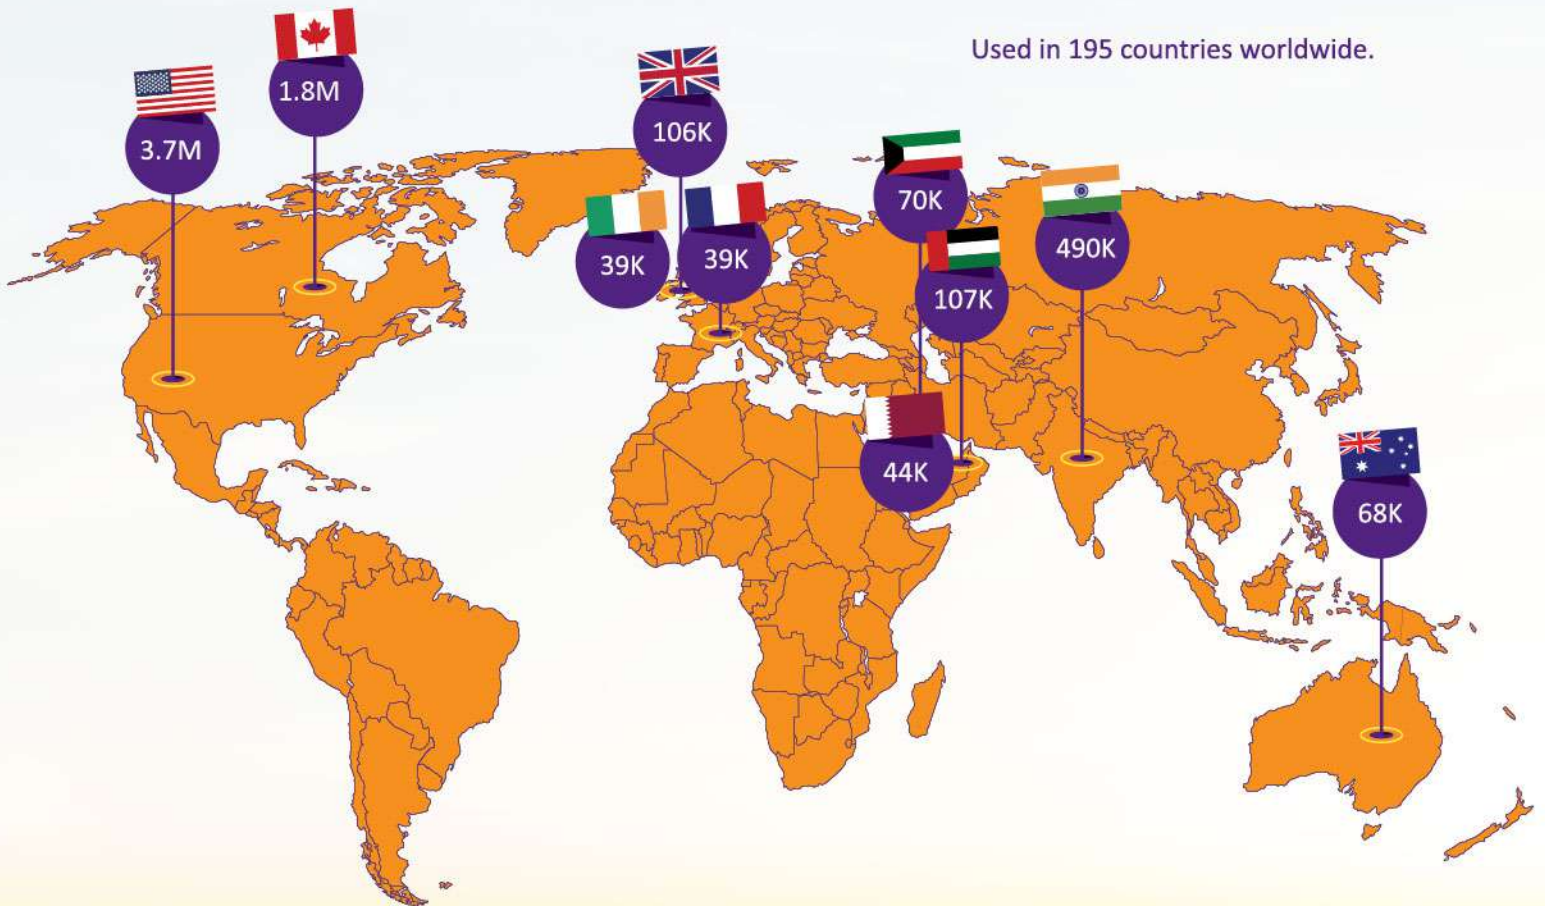 Used in 195 countries worldwide.
1.8M
3.7M
106K
70K
490K
39K
39K
107K
44K
68K